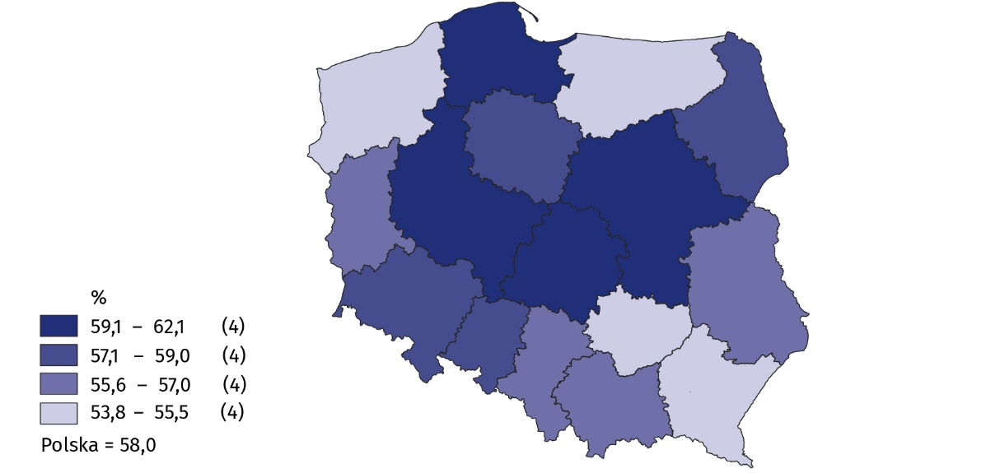 %
59,1 – 62,1 (4)
57,1 – 59,0 (4)
55,6 – 57,0 (4)
53,8 – 55,5 (4)
Polska = 58,0